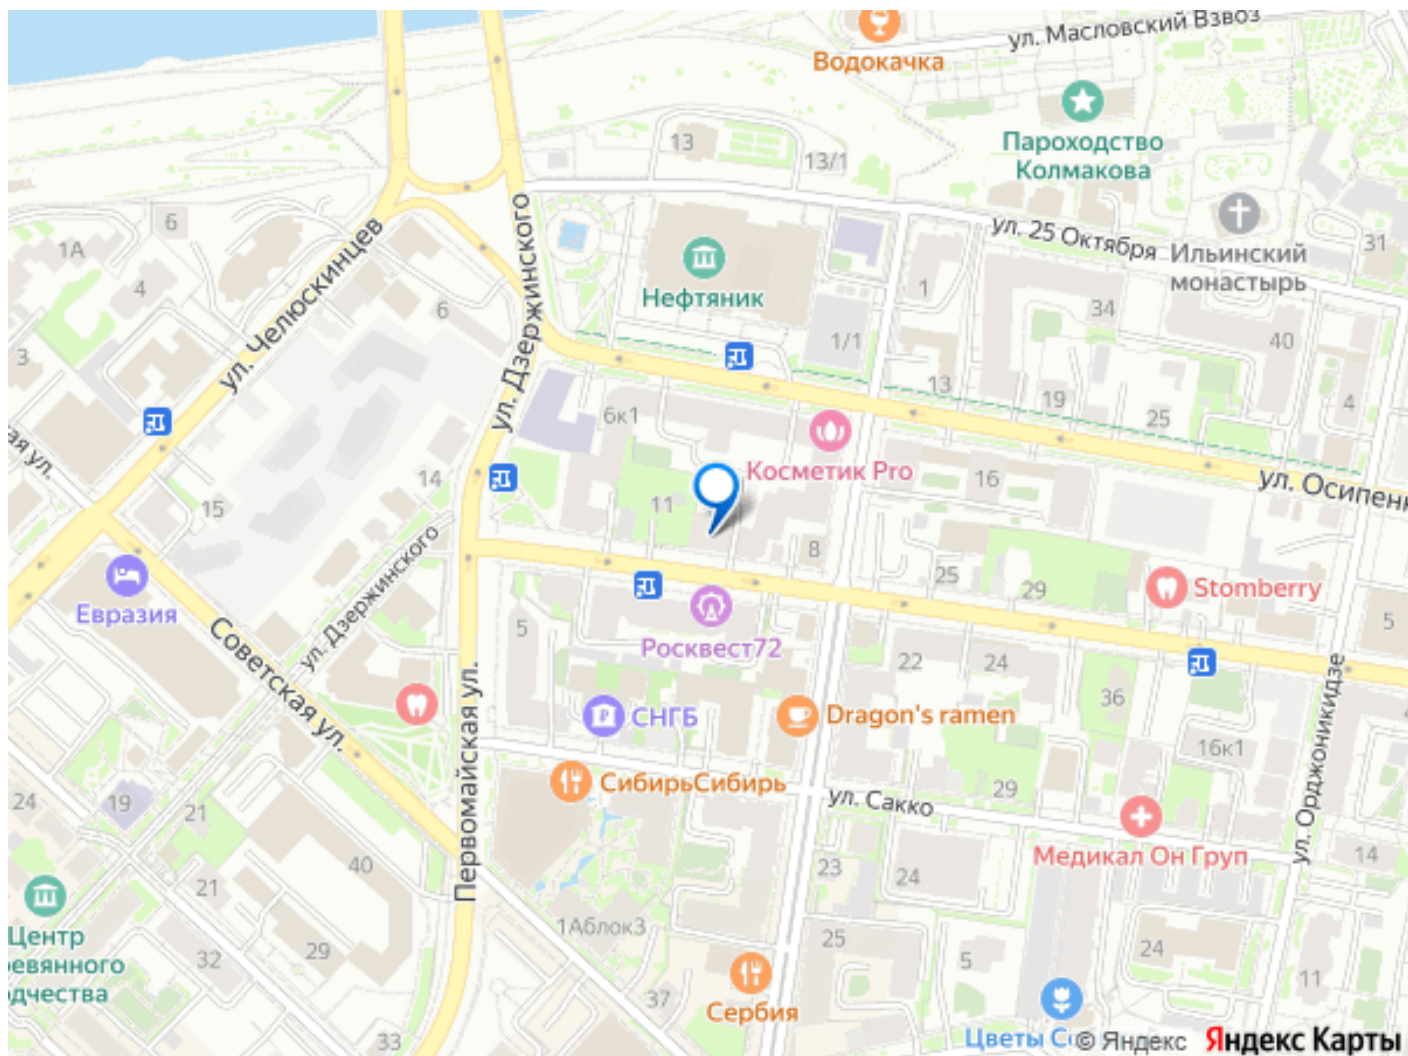 ул. Масловский Взвоз
Водокачка
Пароходство
Колмакова
13
13/1
6
1А
4
ул. Челюскинцев
ул. Дзержинского
Нефтяник
ул. 25 Октября
Ильинский
монастырь
31
1
34
40
6
3
1/1
13
19
25
4
6к1
Косметик Pro
ул.
14
11
16
ул. Осипенк
15
8
25
29
Stomberry
Евразия
ул. Дзержинского
5
Росквест72
22
24
5
Советская ул.
Первомайская ул.
36
ул. Орджоникидзе
СНГБ
Dragon's ramen
16к1
СибирьСибирь
29
ул. Сакко
24
19
21
Медикал Он Груп
14
40
23
24
21
Центр
ревянного
одчества
1Аблок3
25
24
32
29
5
11
37
Сербия
33
Цветы
© Яндекс
Яндекс Карты